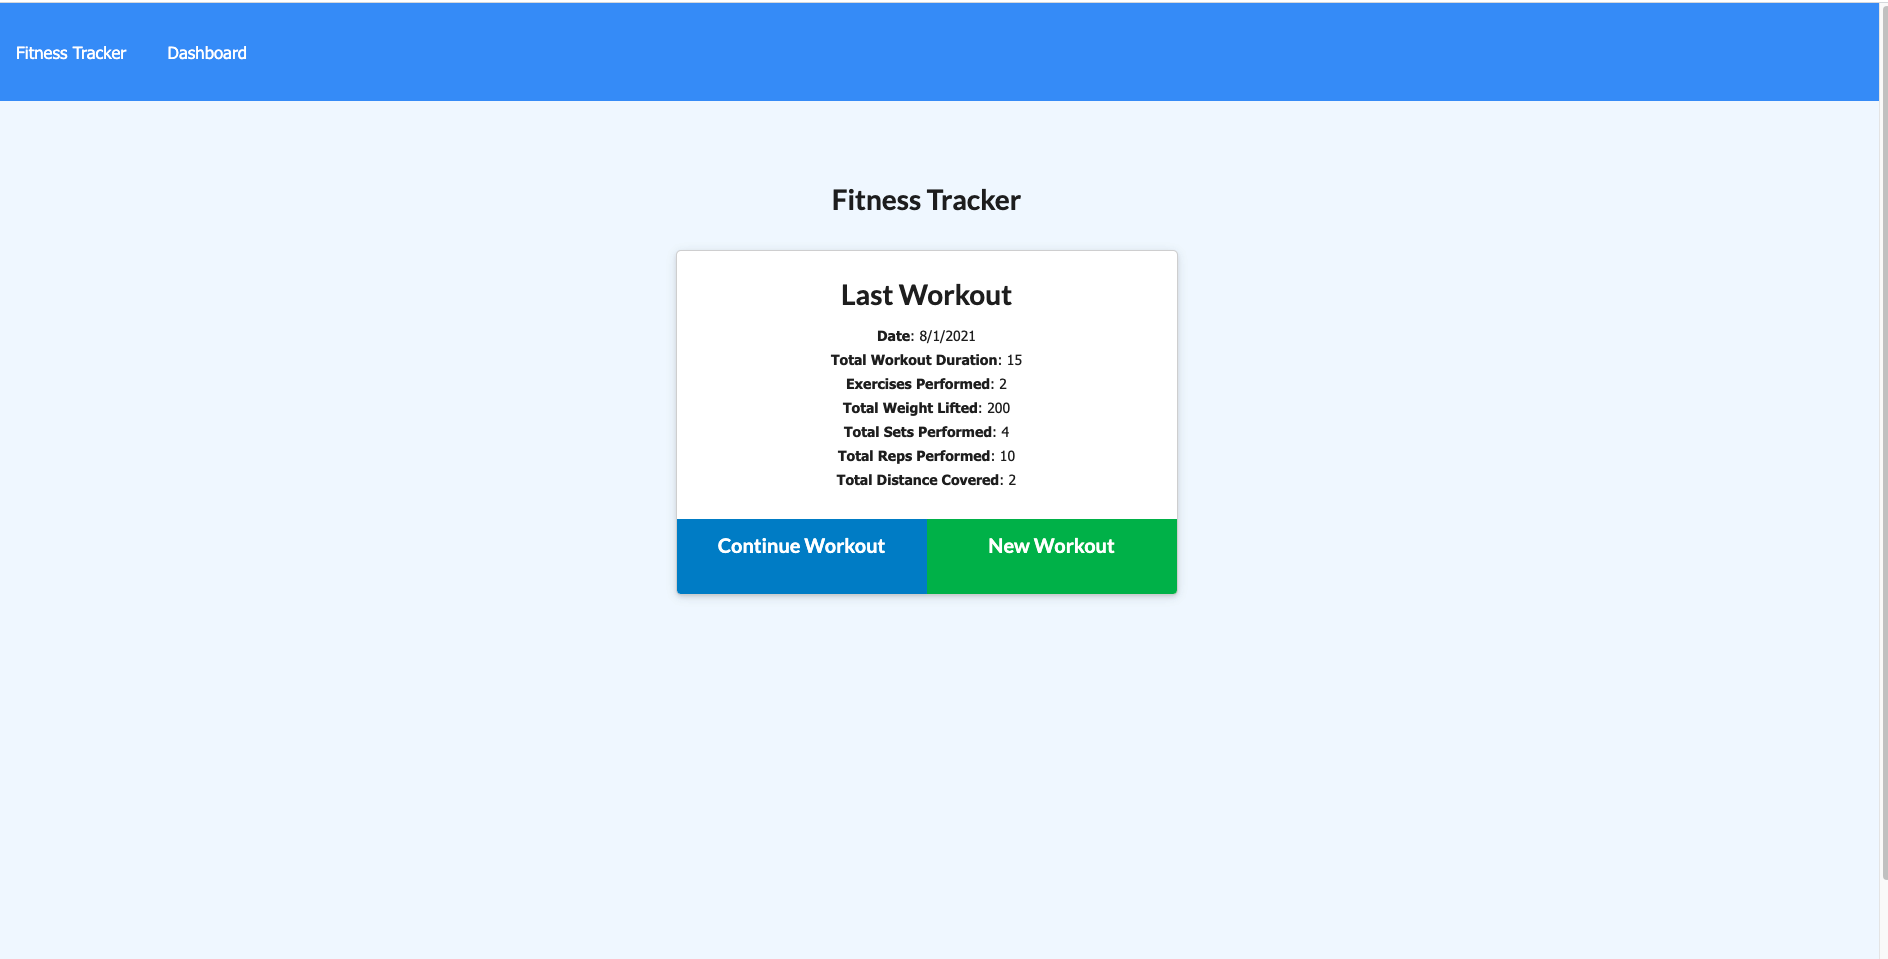 Fitness Tracker Dashboard
Fitness Tracker
Last Workout
Date: 8/1/2021
Total Workout Duration: 15
Exercises Performed: 2
Total Weight Lifted: 200
Total Sets Performed: 4
Total Reps Performed: 10
Total Distance Covered: 2
Continue Workout New Workout